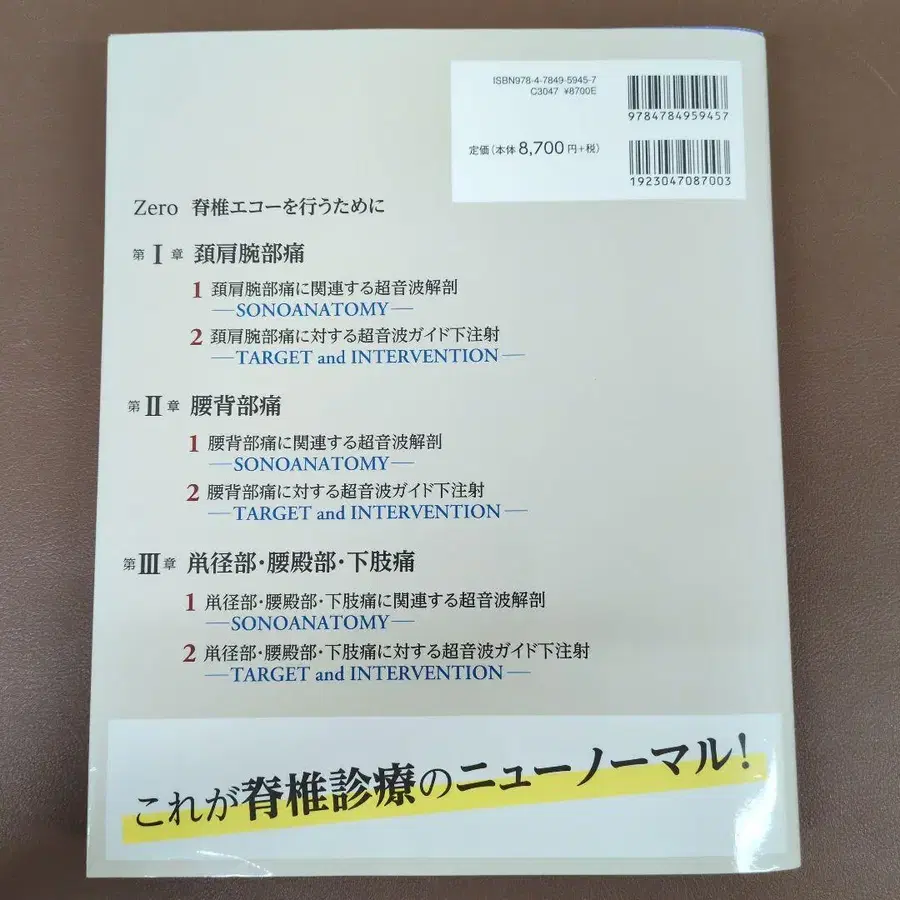 ISBN978-4-7849-5945-7
C3047 ¥8700E
9784784959457
定価(本体8,700円+税)
1923047087003
Zero 脊椎エコーを行うために
第Ⅰ章 頚肩腕部痛
1 頚肩腕部痛に関連する超音波解剖
—SONOANATOMY—
2 頚肩腕部痛に対する超音波ガイド下注射
—TARGET and INTERVENTION—
第Ⅱ章 腰背部痛
1 腰背部痛に関連する超音波解剖
—SONOANATOMY—
2 腰背部痛に対する超音波ガイド下注射
—TARGET and INTERVENTION—
第Ⅲ章 鼡径部・腰殿部・下肢痛
1 鼡径部・腰殿部・下肢痛に関連する超音波解剖
—SONOANATOMY—
2 鼡径部・腰殿部・下肢痛に対する超音波ガイド下注射
—TARGET and INTERVENTION—
これが脊椎診療のニューノーマル!